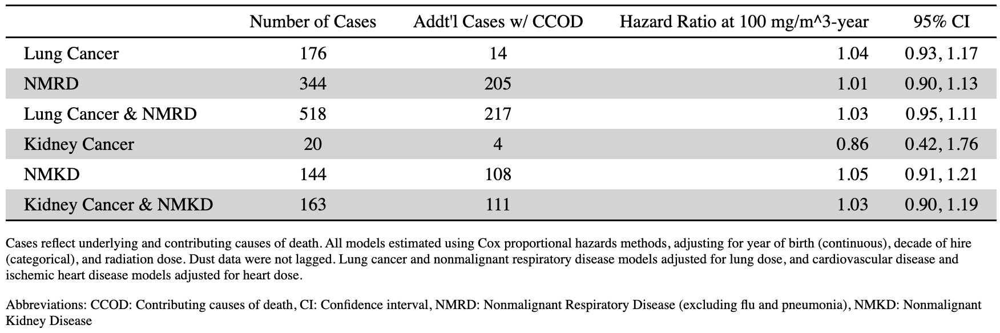 Number of Cases Addt'l Cases w/ CCOD Hazard Ratio at 100 mg/m^3-year 95% CI
Lung Cancer 176 14 1.04 0.93, 1.17
NMRD 344 205 1.01 0.90, 1.13
Lung Cancer & NMRD 518 217 1.03 0.95, 1.11
Kidney Cancer 20 4 0.86 0.42, 1.76
NMKD 144 108 1.05 0.91, 1.21
Kidney Cancer & NMKD 163 111 1.03 0.90, 1.19
Cases reflect underlying and contributing causes of death. All models estimated using Cox proportional hazards methods, adjusting for year of birth (continuous), decade of hire
(categorical), and radiation dose. Dust data were not lagged. Lung cancer and nonmalignant respiratory disease models adjusted for lung dose, and cardiovascular disease and
ischemic heart disease models adjusted for heart dose.
Abbreviations: CCOD: Contributing causes of death, CI: Confidence interval, NMRD: Nonmalignant Respiratory Disease (excluding flu and pneumonia), NMKD: Nonmalignant
Kidney Disease